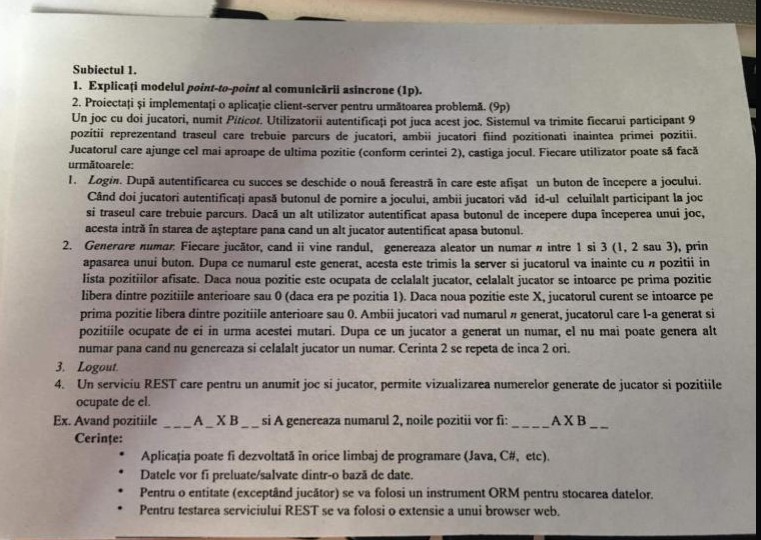 Subiectul 1.
1. Explicați modelul point-to-point al comunicării asincrone (1p).
2. Proiectați și implementați o aplicație client-server pentru următoarea problemă. (9p)
Un joc cu doi jucatori, numit Piticot. Utilizatorii autentificați pot juca acest joc. Sistemul va trimite fiecarui participant 9
pozitii reprezentand traseul care trebuie parcurs de jucatori, ambii jucatori fiind pozitionati inaintea primei pozitii.
Jucatorul care ajunge cel mai aproape de ultima pozitie (conform cerintei 2), castiga jocul. Fiecare utilizator poate să facă
următoarele:
1. Login. După autentificarea cu succes se deschide o nouă fereastră in care este afișat un buton de începere a jocului.
Când doi jucatori autentificați apasă butonul de pornire a jocului, ambii jucători văd id-ul celuilalt participant la joc
si traseul care trebuie parcurs. Dacă un alt utilizator autentificat apasa butonul de incepere dupa începerea unui joc,
acesta intră în starea de așteptare pana cand un alt jucator autentificat apasa butonul.
2. Generare numar. Fiecare jucător, cand ii vine randul, genereaza aleator un numar n intre 1 si 3 (1, 2 sau 3), prin
apasarea unui buton. Dupa ce numarul este generat, acesta este trimis la server si jucatorul va inainte cu n pozitii in
lista pozitiilor afisate. Daca noua pozitie este ocupata de celalalt jucator, celalalt jucator se intoarce pe prima pozitie
libera dintre pozitiile anterioare sau 0 (daca era pe pozitia 1). Daca noua pozitie este X, jucatorul curent se intoarce pe
prima pozitie libera dintre pozitiile anterioare sau 0. Ambii jucatori vad numarul n generat, jucatorul care l-a generat si
pozitiile ocupate de ei in urma acestei mutari. Dupa ce un jucator a generat un numar, el nu mai poate genera alt
numar pana cand nu genereaza si celalalt jucator un numar. Cerinta 2 se repeta de inca 2 ori.
3. Logout.
4. Un serviciu REST care pentru un anumit joc si jucator, permite vizualizarea numerelor generate de jucator si pozitiile
ocupate de el.
Ex. Avand pozitiile _ _ _ A _ X B _ _ si A genereaza numarul 2, noile pozitii vor fi: _ _ _ _ A X B _ _
Cerințe:
• Aplicația poate fi dezvoltată în orice limbaj de programare (Java, C#, etc).
• Datele vor fi preluate/salvate dintr-o bază de date.
• Pentru o entitate (exceptând jucător) se va folosi un instrument ORM pentru stocarea datelor.
• Pentru testarea serviciului REST se va folosi o extensie a unui browser web.